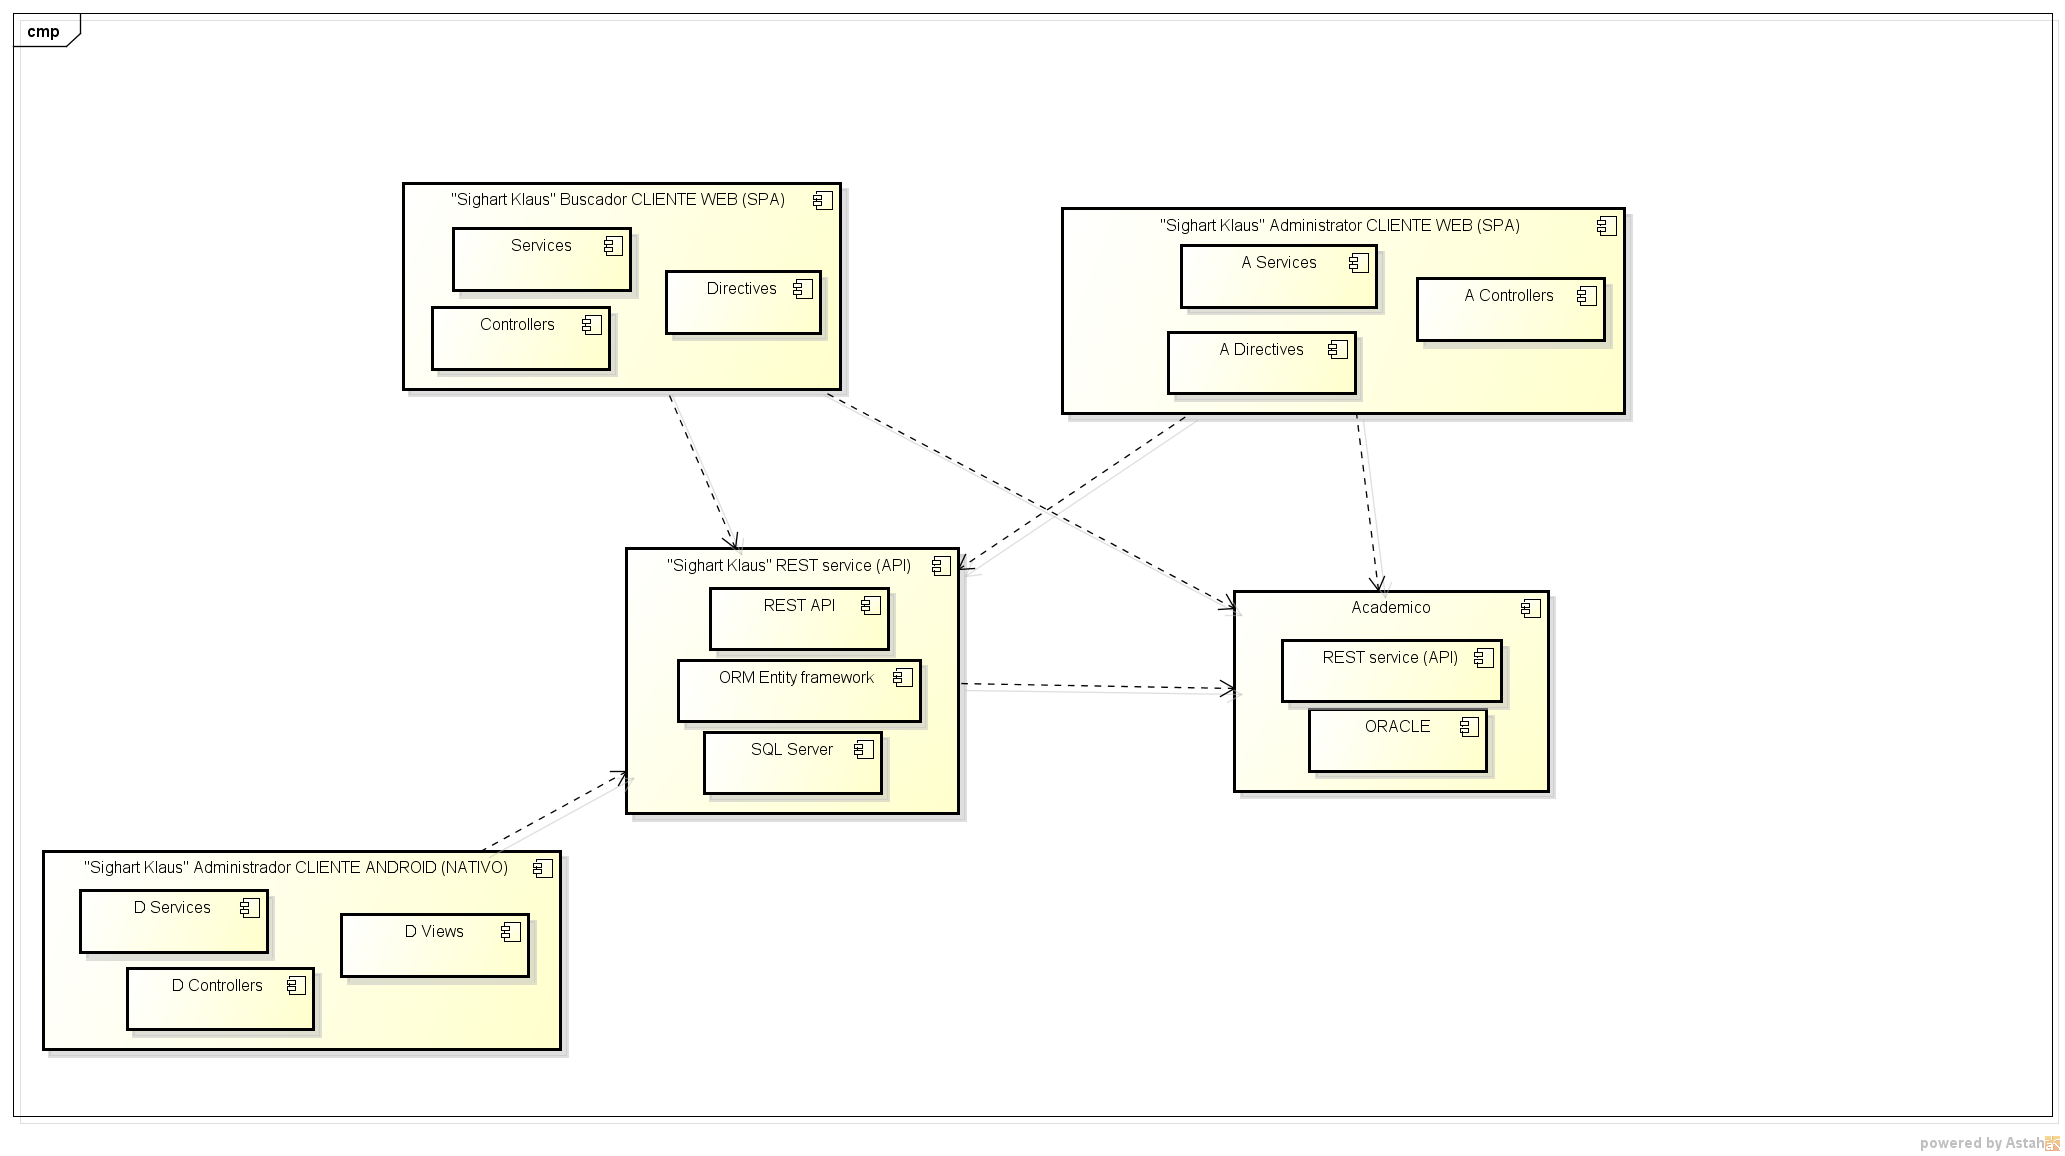 cmp
"Sighart Klaus" Buscador CLIENTE WEB (SPA)
Services
Directives
Controllers
"Sighart Klaus" Administrator CLIENTE WEB (SPA)
A Services
A Controllers
A Directives
"Sighart Klaus" REST service (API)
REST API
ORM Entity framework
SQL Server
Academico
REST service (API)
ORACLE
"Sighart Klaus" Administrador CLIENTE ANDROID (NATIVO)
D Services
D Views
D Controllers
powered by Astah